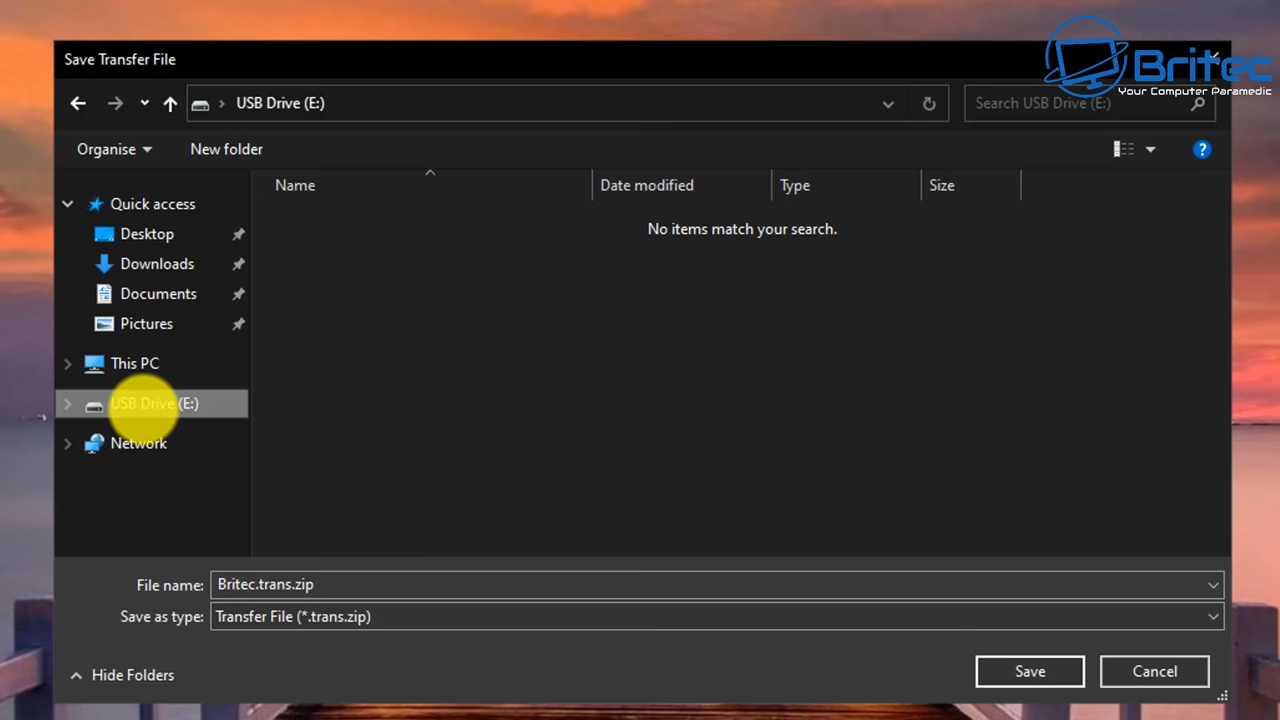 Save Transfer File
Britec
Your Computer Paramedic
USB Drive (E:)
Search USB Drive (E:)
Organise
New folder
Name
Date modified
Type
Size
No items match your search.
Quick access
Desktop
Downloads
Documents
Pictures
This PC
USB Drive (E:)
Network
File name:
Britec.trans.zip
Save as type:
Transfer File (*.trans.zip)
Hide Folders
Save
Cancel